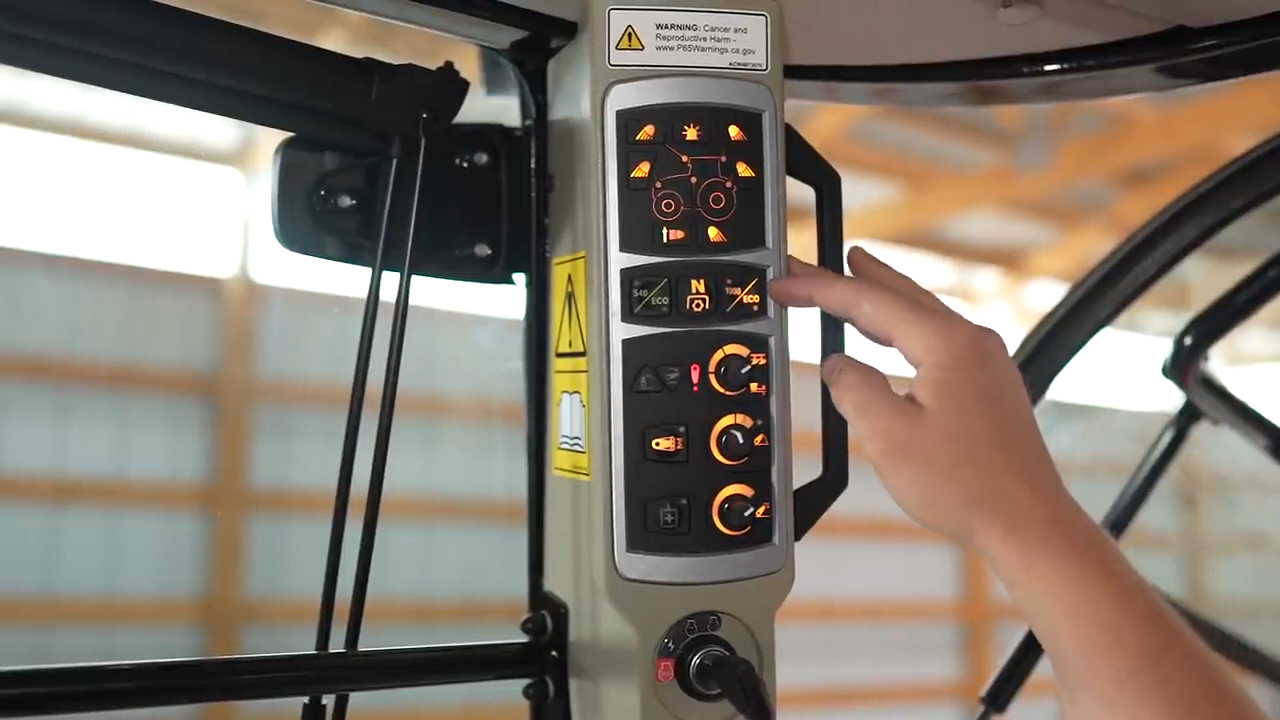 WARNING: Cancer and
Reproductive Harm -
www.P65Warnings.ca.gov
540/ECO
N
1000/ECO